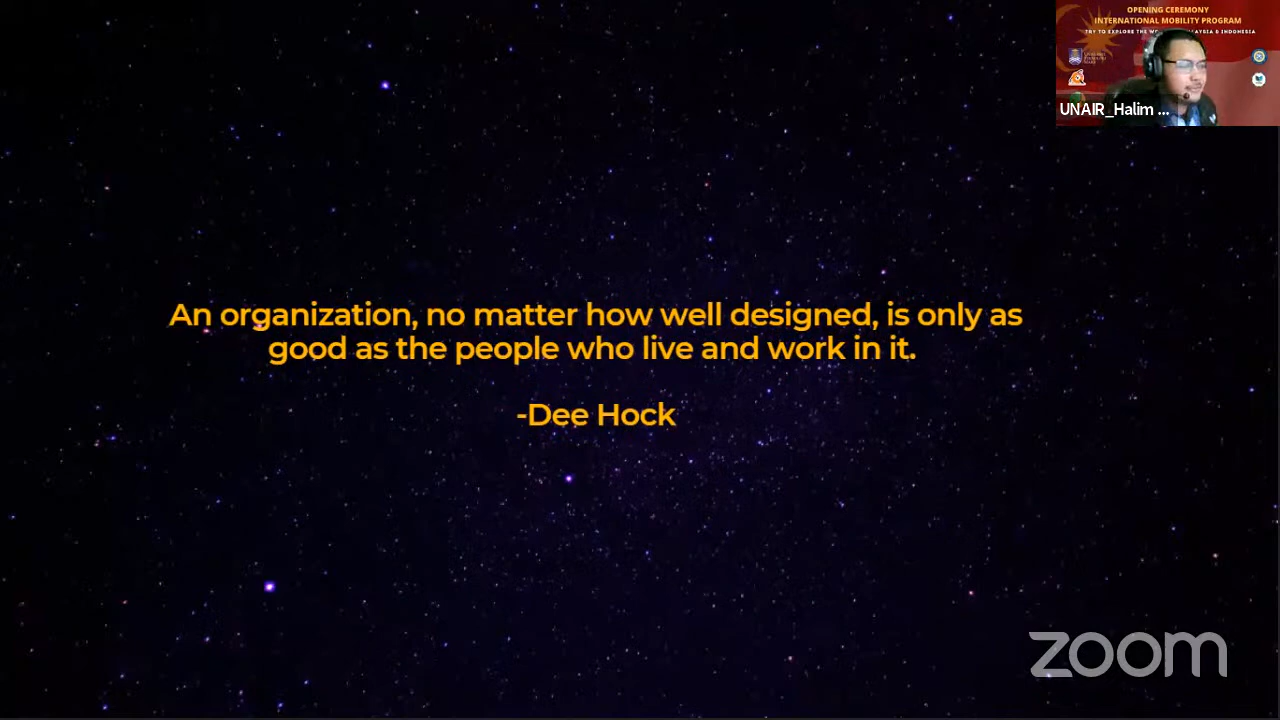 OPENING CEREMONY
INTERNATIONAL MOBILITY PROGRAM
UNAIR_Halim ...
An organization, no matter how well designed, is only as
good as the people who live and work in it.
-Dee Hock
zoom